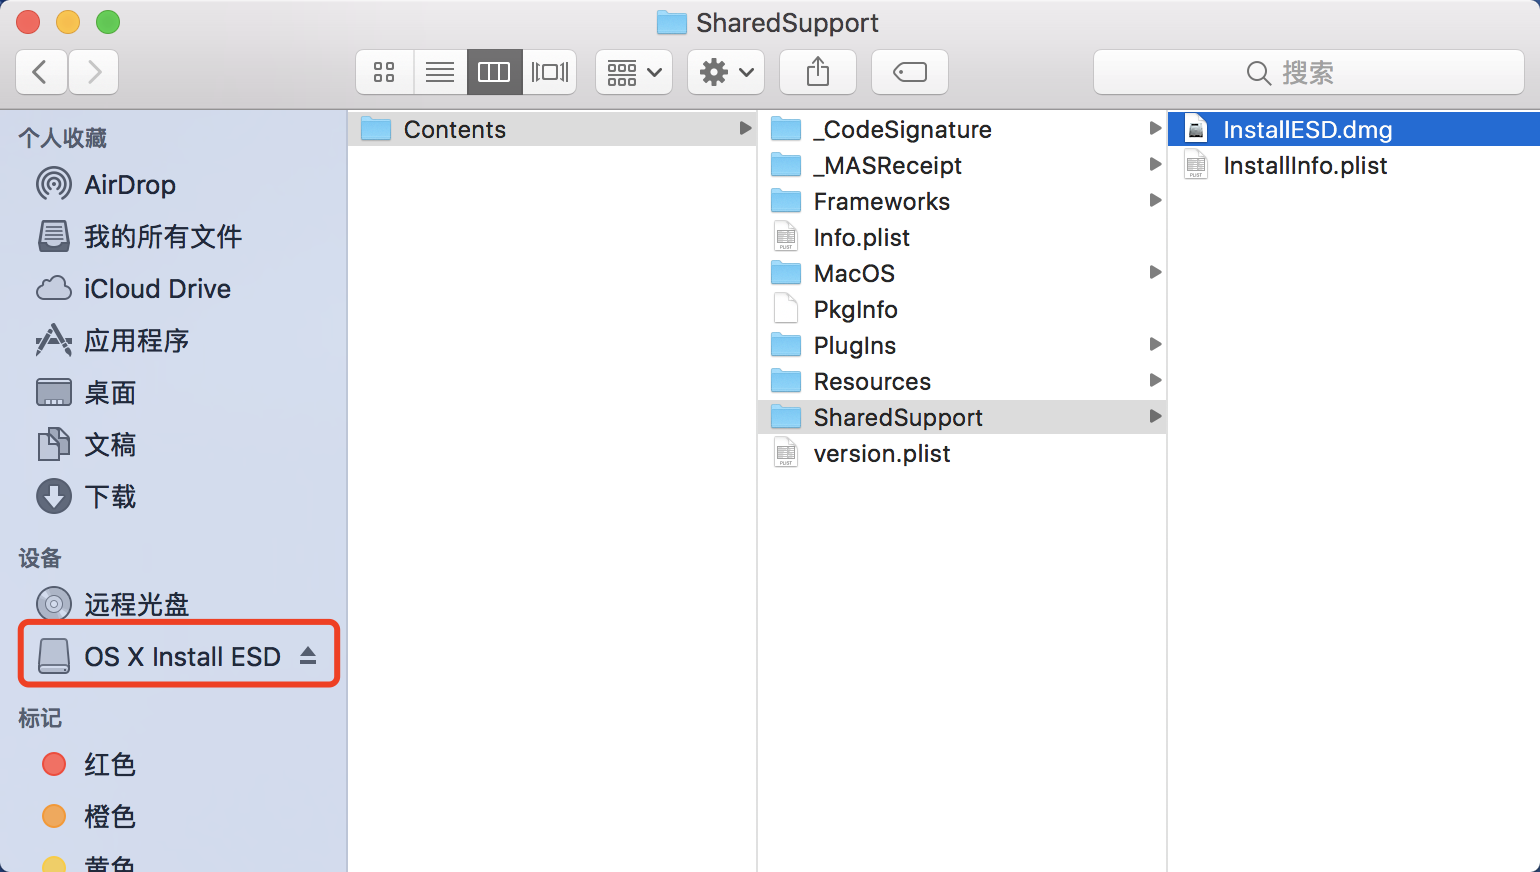 SharedSupport
搜索
个人收藏
AirDrop
我的所有文件
iCloud Drive
应用程序
桌面
文稿
下载
设备
远程光盘
OS X Install ESD
标记
红色
橙色
黄色
Contents
_CodeSignature
_MASReceipt
Frameworks
Info.plist
MacOS
PkgInfo
PlugIns
Resources
SharedSupport
version.plist
InstallESD.dmg
InstallInfo.plist